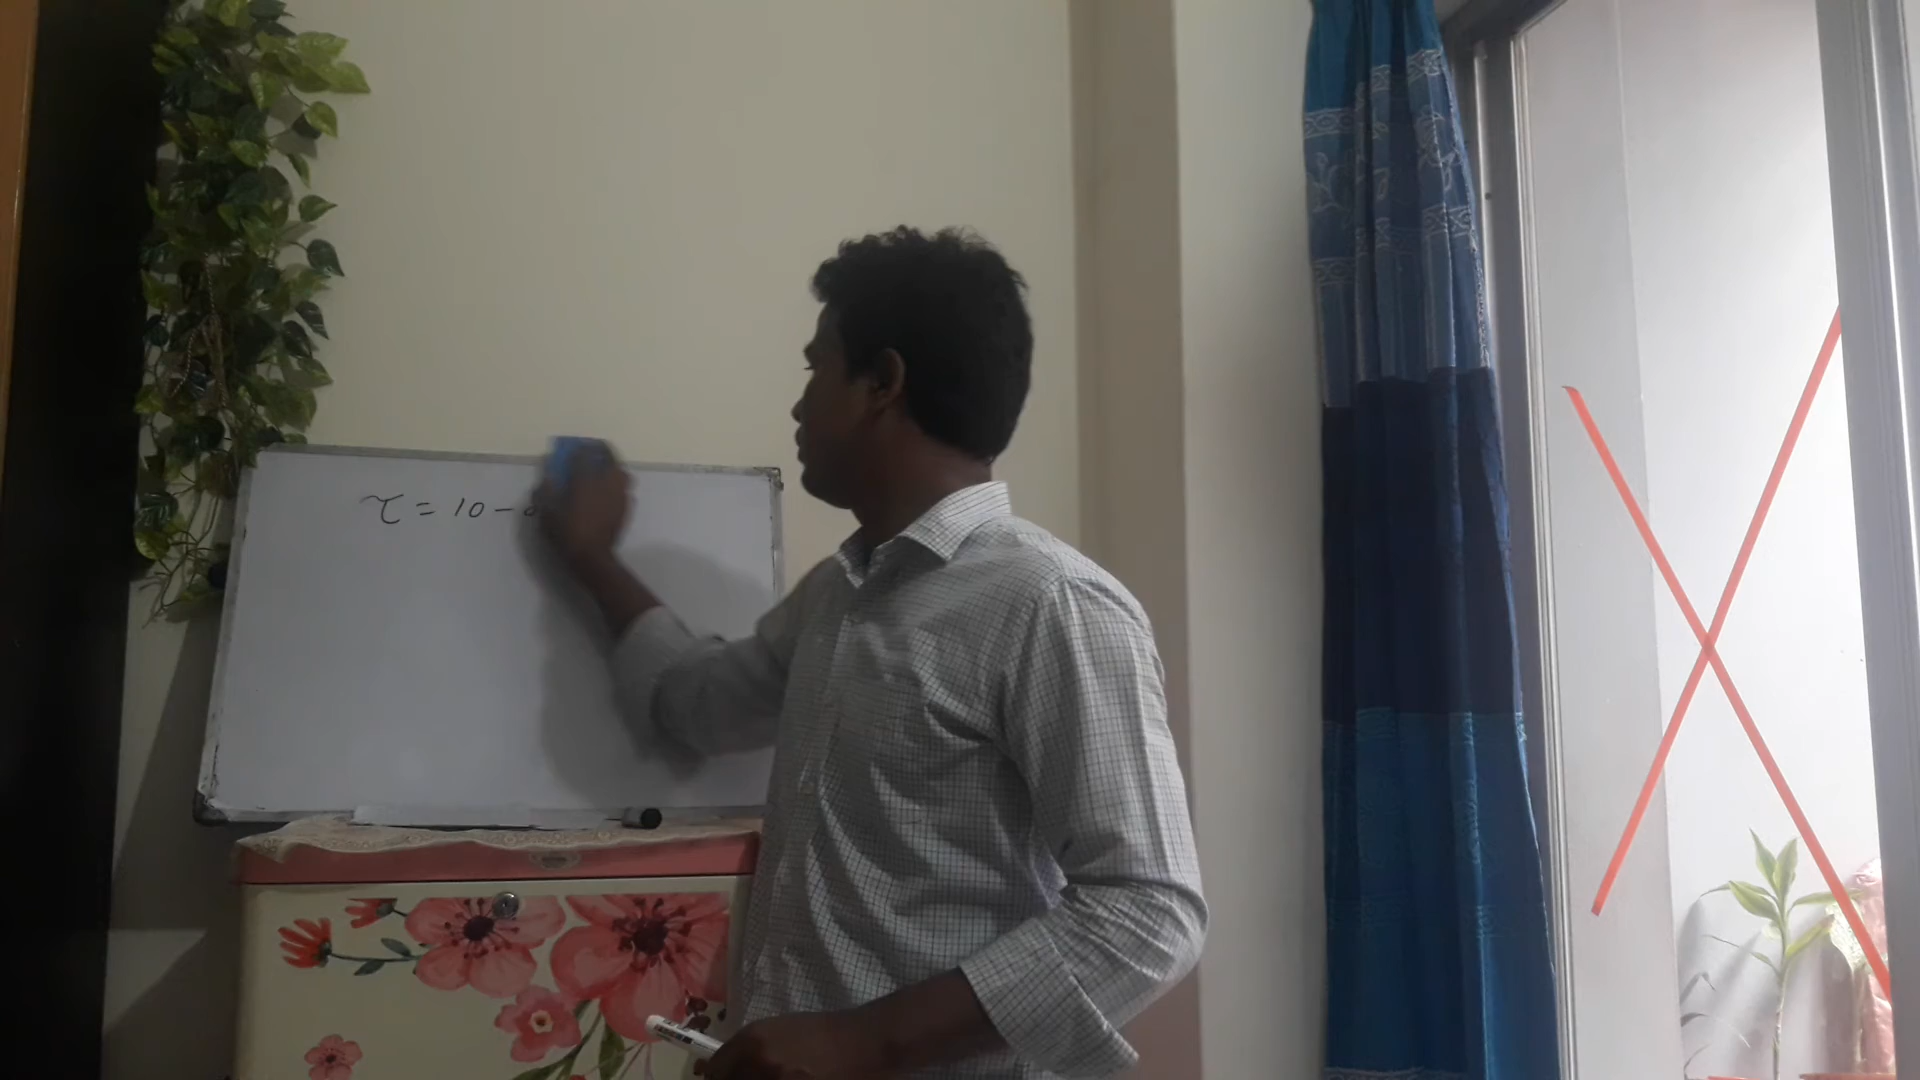 τ = 10 -